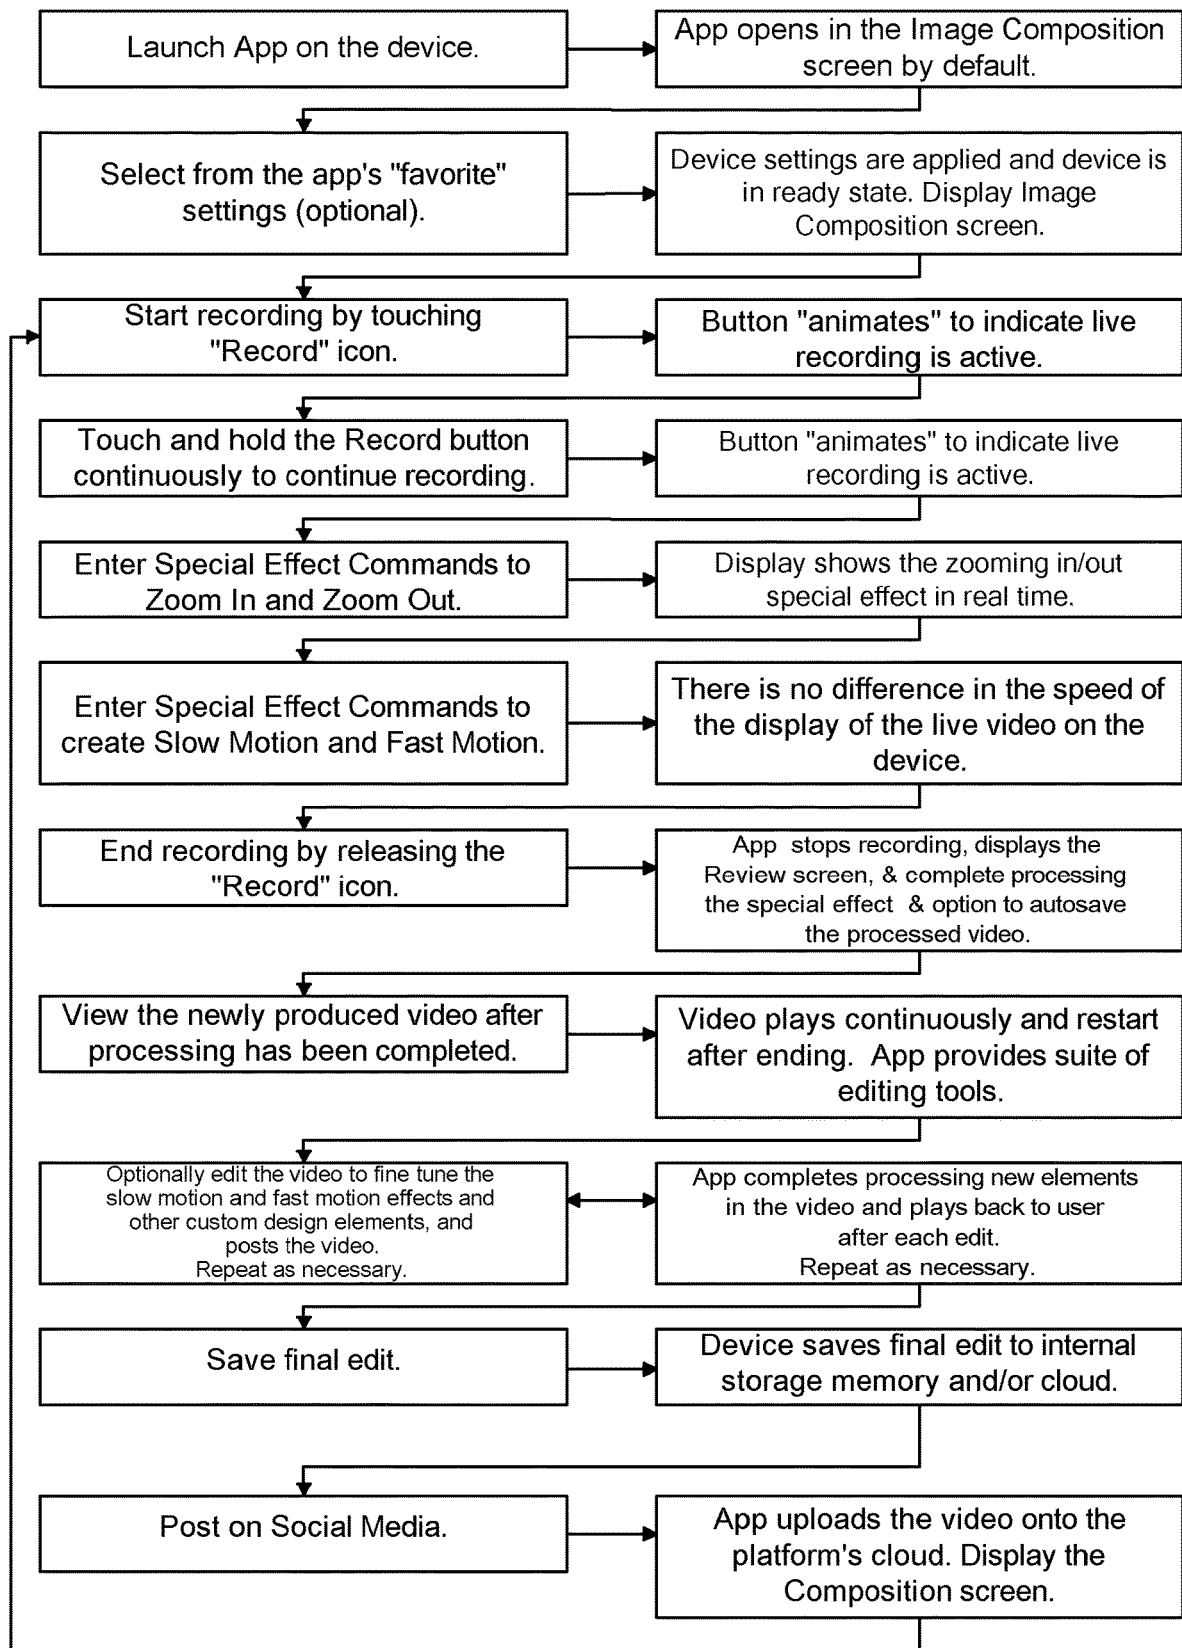 Launch App on the device.
App opens in the Image Composition
screen by default.
Select from the app's "favorite"
settings (optional).
Device settings are applied and device is
in ready state. Display Image
Composition screen.
Start recording by touching
"Record" icon.
Button "animates" to indicate live
recording is active.
Touch and hold the Record button
continuously to continue recording.
Button "animates" to indicate live
recording is active.
Enter Special Effect Commands to
Zoom In and Zoom Out.
Display shows the zooming in/out
special effect in real time.
Enter Special Effect Commands to
create Slow Motion and Fast Motion.
There is no difference in the speed of
the display of the live video on the
device.
End recording by releasing the
"Record" icon.
App stops recording, displays the
Review screen, & complete processing
the special effect & option to autosave
the processed video.
View the newly produced video after
processing has been completed.
Video plays continuously and restart
after ending. App provides suite of
editing tools.
Optionally edit the video to fine tune the
slow motion and fast motion effects and
other custom design elements, and
posts the video.
Repeat as necessary.
App completes processing new elements
in the video and plays back to user
after each edit.
Repeat as necessary.
Save final edit.
Device saves final edit to internal
storage memory and/or cloud.
Post on Social Media.
App uploads the video onto the
platform's cloud. Display the
Composition screen.